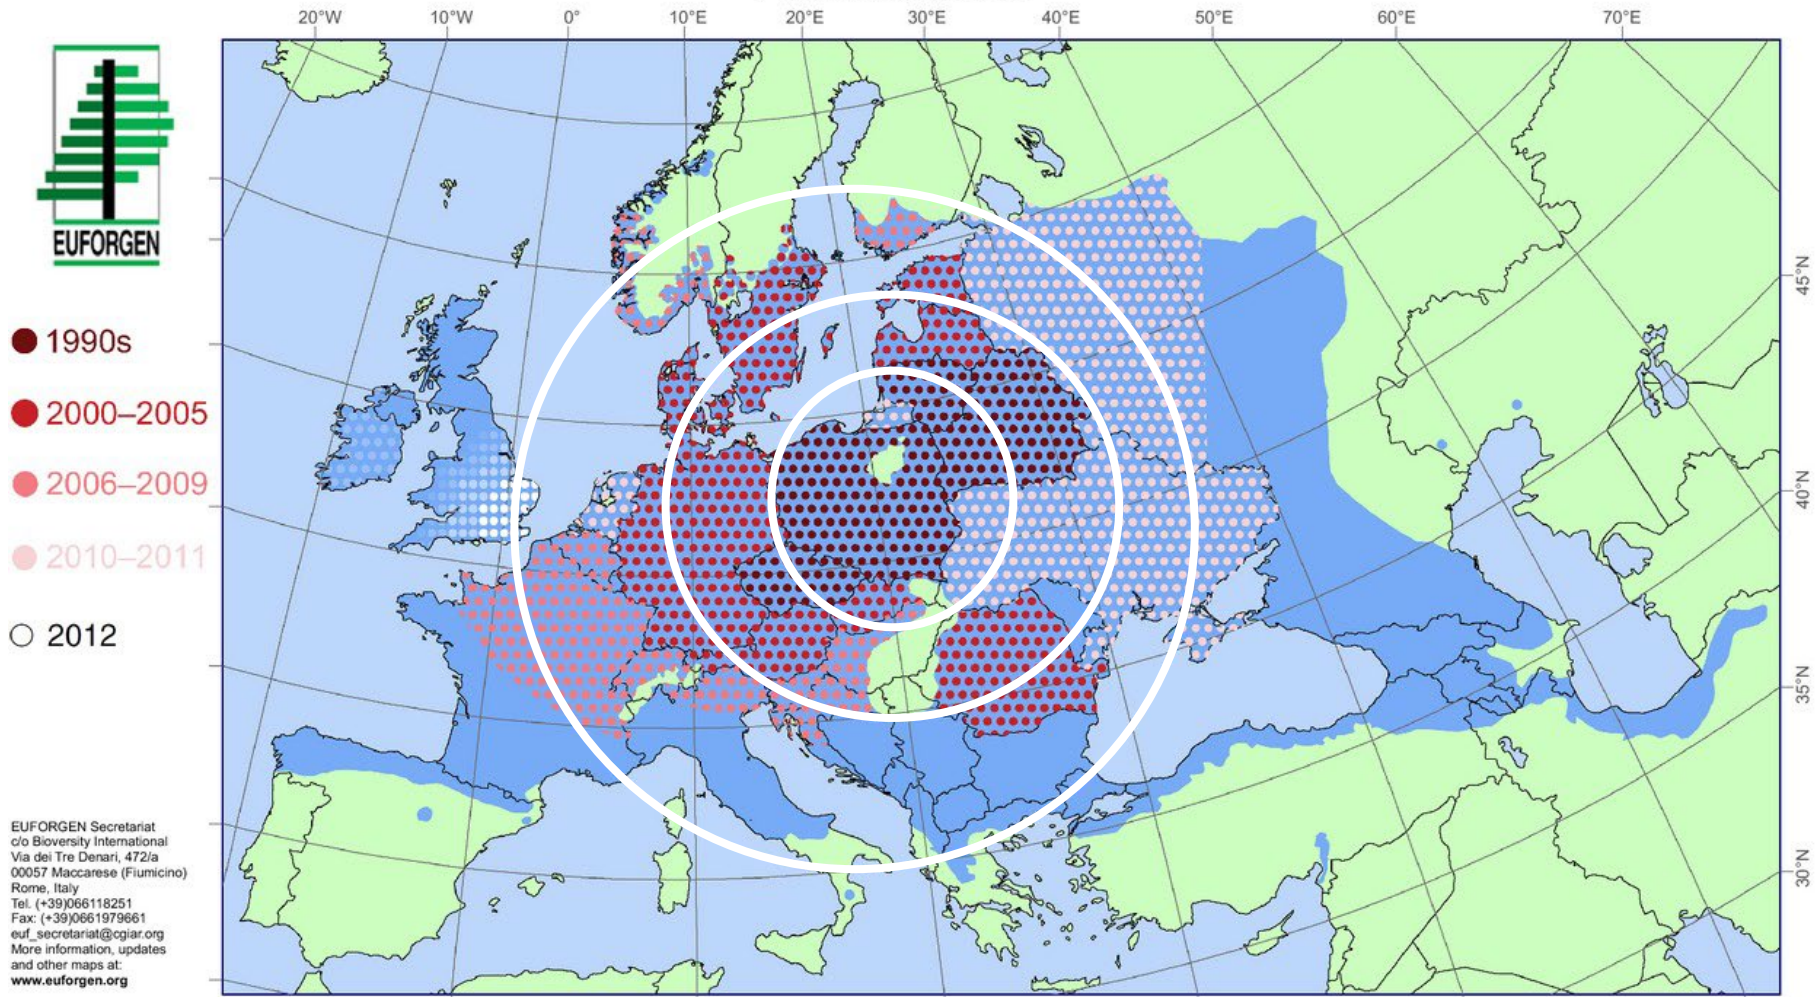 20°W 10°W 0° 10°E 20°E 30°E 40°E 50°E 60°E 70°E
EUFORGEN
1990s
2000–2005
2006–2009
2010–2011
2012
45°N
40°N
35°N
30°N
EUFORGEN Secretariat
c/o Bioversity International
Via dei Tre Denari, 472/a
00057 Maccarese (Fiumicino)
Rome, Italy
Tel. (+39)066118251
Fax: (+39)0661979661
euf_secretariat@cgiar.org
More information, updates
and other maps at:
www.euforgen.org